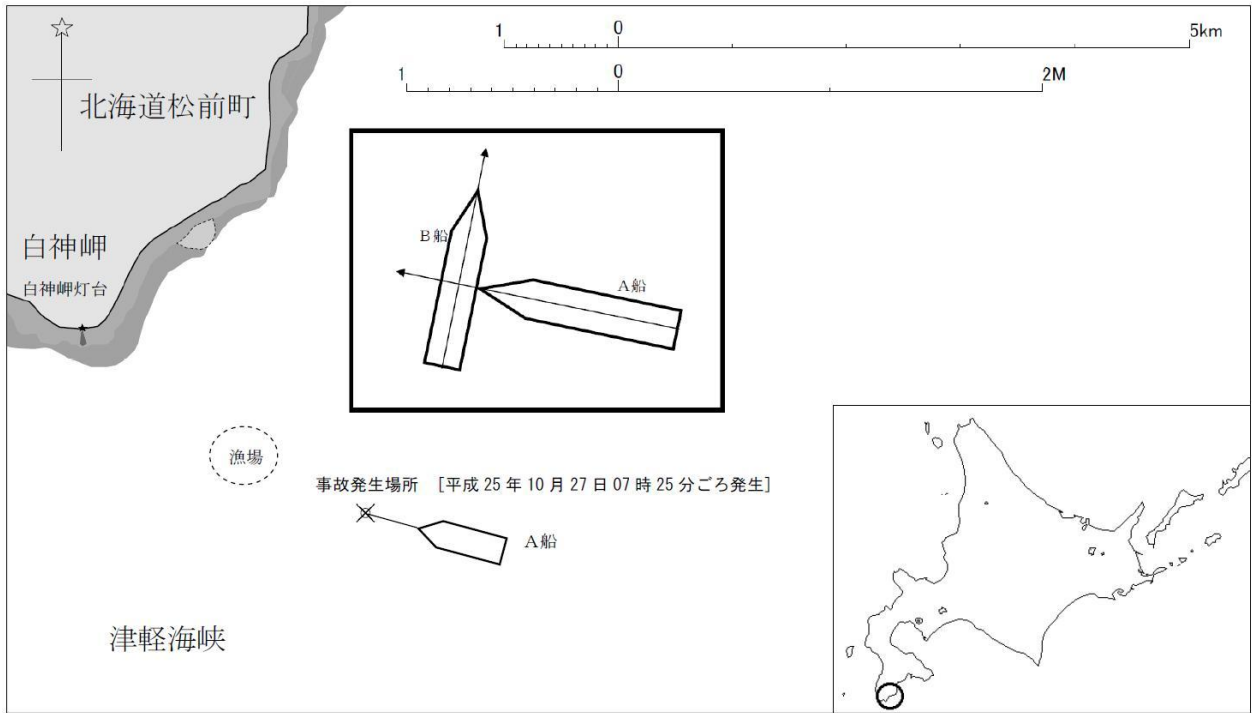 1 0 5km
1 0 2M
北海道松前町
B船
A船
白神岬
白神岬灯台
漁場
事故発生場所 [平成25年10月27日07時25分ごろ発生]
A船
津軽海峡